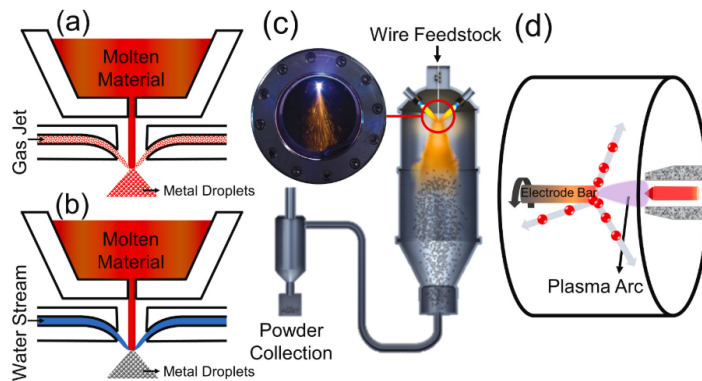 (a)
Molten
Material
Gas Jet
Metal Droplets
(b)
Molten
Material
Water Stream
Metal Droplets
(c)
Wire Feedstock
Powder
Collection
(d)
Electrode Bar
Plasma Arc